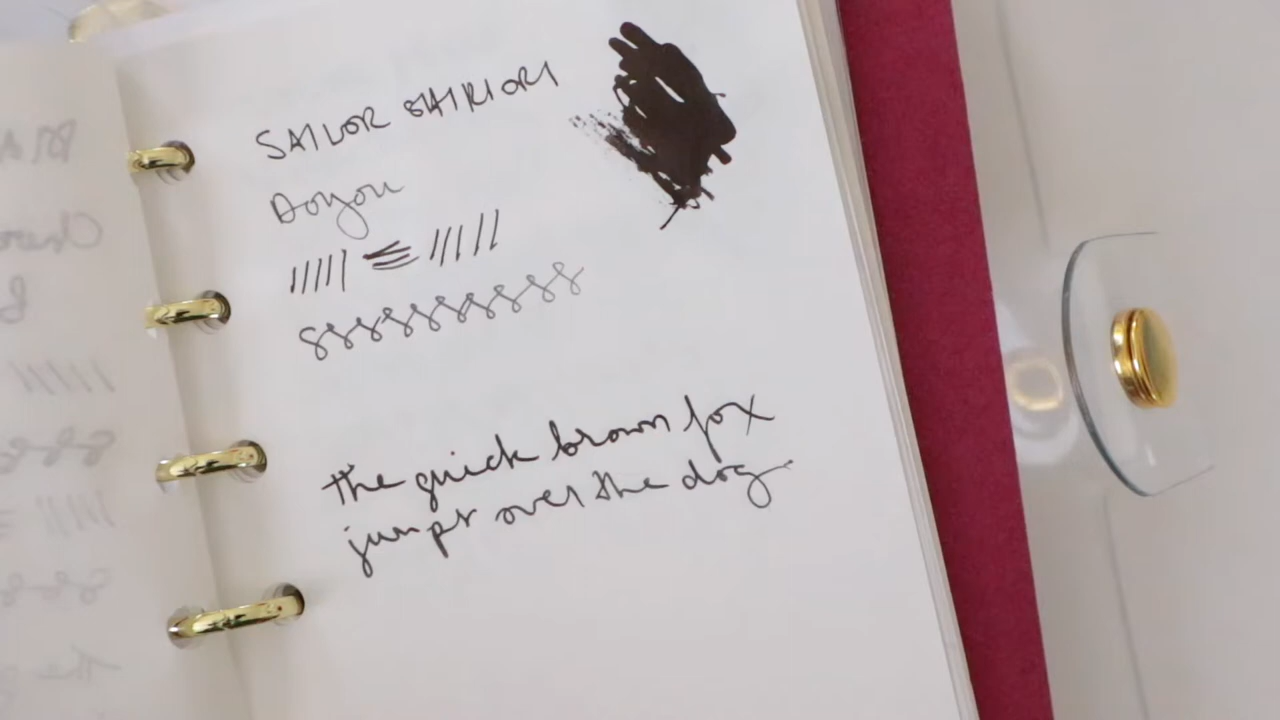 SAILOR SHIKIORI
Doyou
the quick brown fox
jumps over the dog